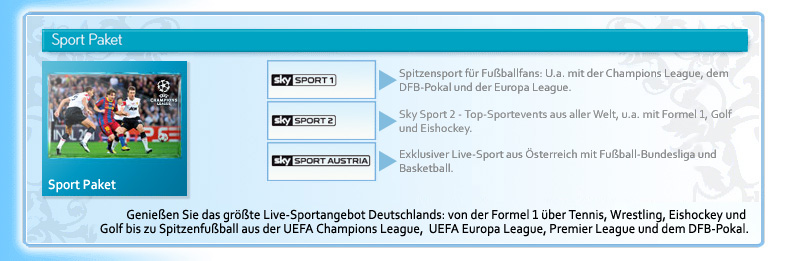 Sport Paket
UEFA
CHAMPIONS
LEAGUE
Sport Paket
sky SPORT 1
Spitzensport für Fußballfans: U.a. mit der Champions League, dem
DFB-Pokal und der Europa League.
sky SPORT 2
Sky Sport 2 - Top-Sportevents aus aller Welt, u.a. mit Formel 1, Golf
und Eishockey.
sky SPORT AUSTRIA
Exklusiver Live-Sport aus Österreich mit Fußball-Bundesliga und
Basketball.
Genießen Sie das größte Live-Sportangebot Deutschlands: von der Formel 1 über Tennis, Wrestling, Eishockey und
Golf bis zu Spitzenfußball aus der UEFA Champions League, UEFA Europa League, Premier League und dem DFB-Pokal.